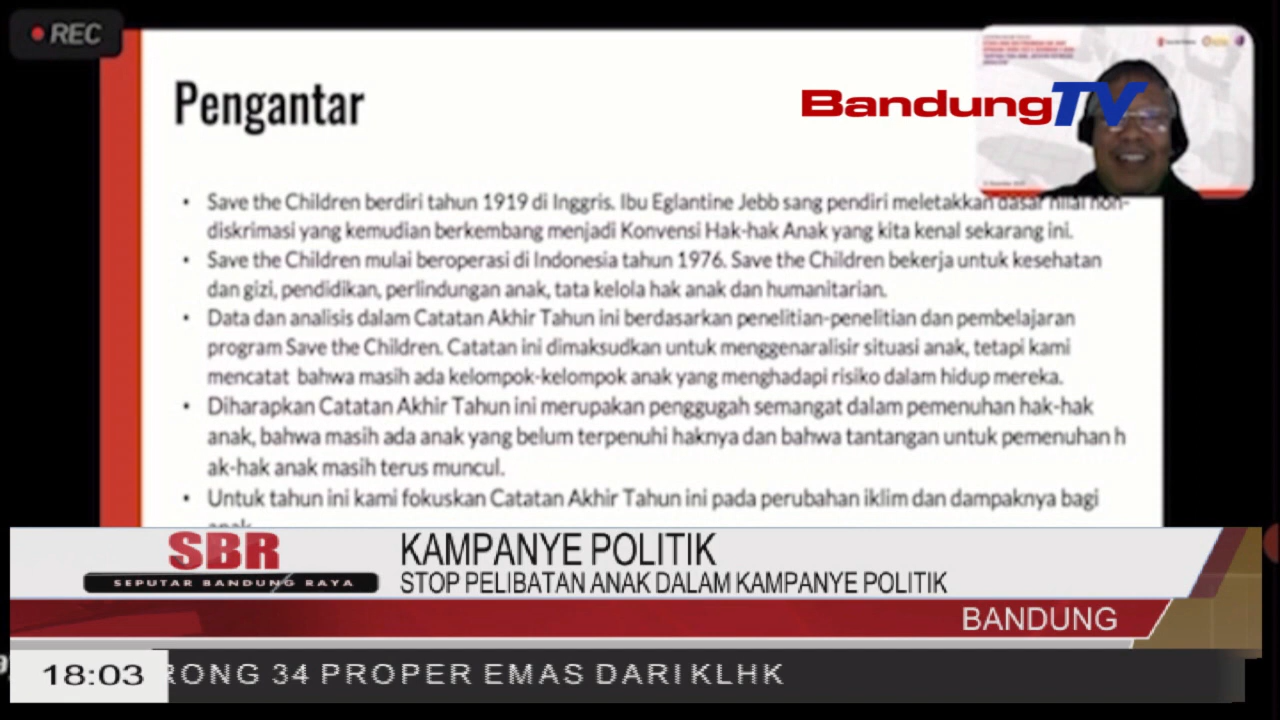 REC
BandungTV
Pengantar
• Save the Children berdiri tahun 1919 di Inggris. Ibu Eglantine Jebb sang pendiri meletakkan dasar nilai non-
diskrimasi yang kemudian berkembang menjadi Konvensi Hak-hak Anak yang kita kenal sekarang ini.
• Save the Children mulai beroperasi di Indonesia tahun 1976. Save the Children bekerja untuk kesehatan
dan gizi, pendidikan, perlindungan anak, tata kelola hak anak dan humanitarian.
• Data dan analisis dalam Catatan Akhir Tahun ini berdasarkan penelitian-penelitian dan pembelajaran
program Save the Children. Catatan ini dimaksudkan untuk menggenaralisir situasi anak, tetapi kami
mencatat bahwa masih ada kelompok-kelompok anak yang menghadapi risiko dalam hidup mereka.
• Diharapkan Catatan Akhir Tahun ini merupakan penggugah semangat dalam pemenuhan hak-hak
anak, bahwa masih ada anak yang belum terpenuhi haknya dan bahwa tantangan untuk pemenuhan h
ak-hak anak masih terus muncul.
• Untuk tahun ini kami fokuskan Catatan Akhir Tahun ini pada perubahan iklim dan dampaknya bagi
anak
SBR
SEPUTAR BANDUNG RAYA
KAMPANYE POLITIK
STOP PELIBATAN ANAK DALAM KAMPANYE POLITIK
BANDUNG
18:03
RONG 34 PROPER EMAS DARI KLHK